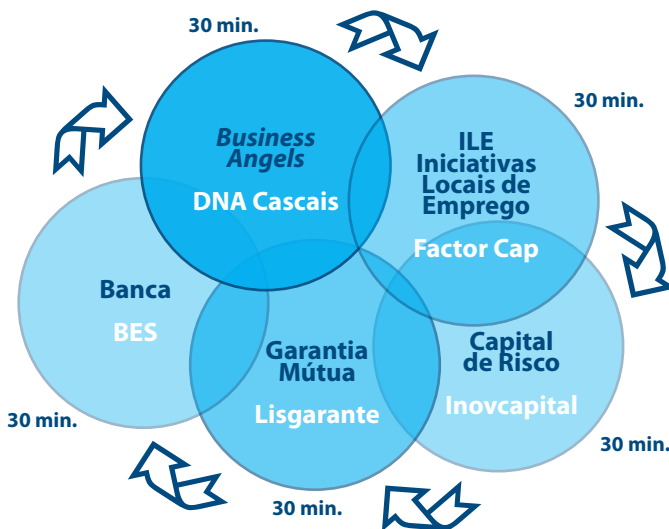 30 min.
Business
Angels
DNA Cascais
30 min.
ILE
Iniciativas
Locais de
Emprego
Factor Cap
Banca
BES
30 min.
Garantia
Mútua
Lisgarante
30 min.
Capital
de Risco
Inovcapital
30 min.